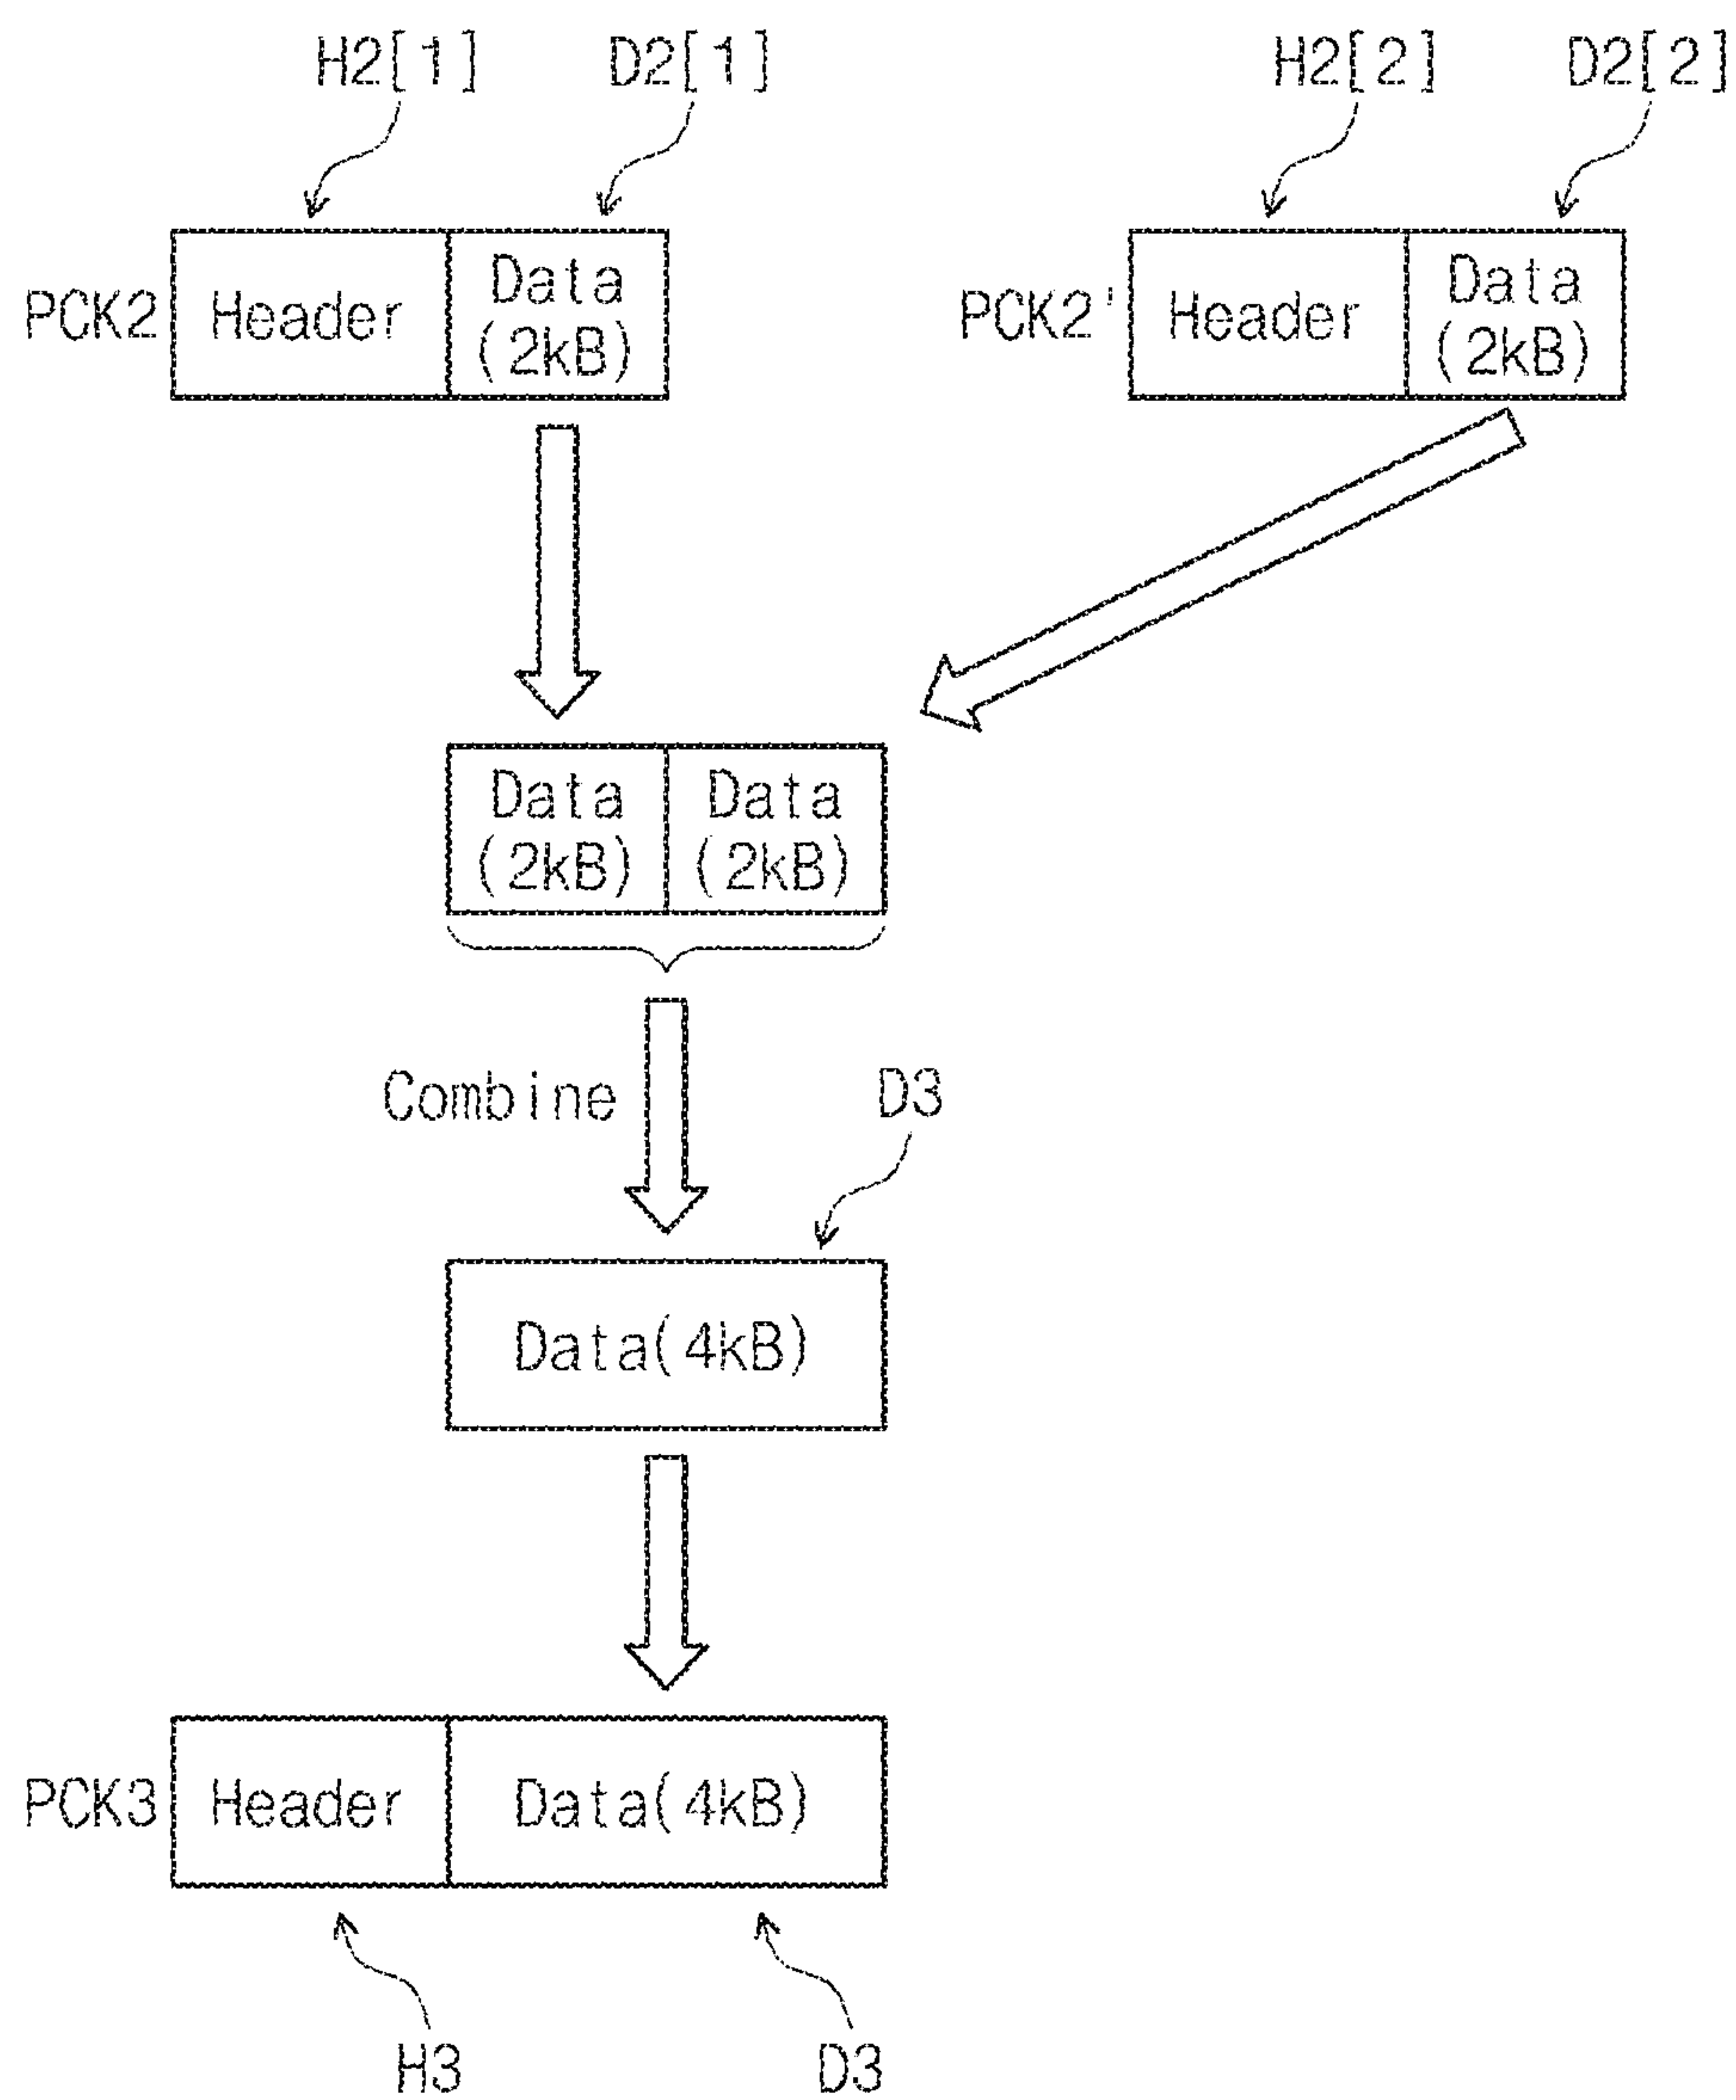 H2[1] D2[1] H2[2] D2[2]
PCK2 Header Data (2kB) PCK2' Header Data (2kB)
Data (2kB) Data (2kB)
Combine D3
Data(4kB)
PCK3 Header Data(4kB)
H3 D3